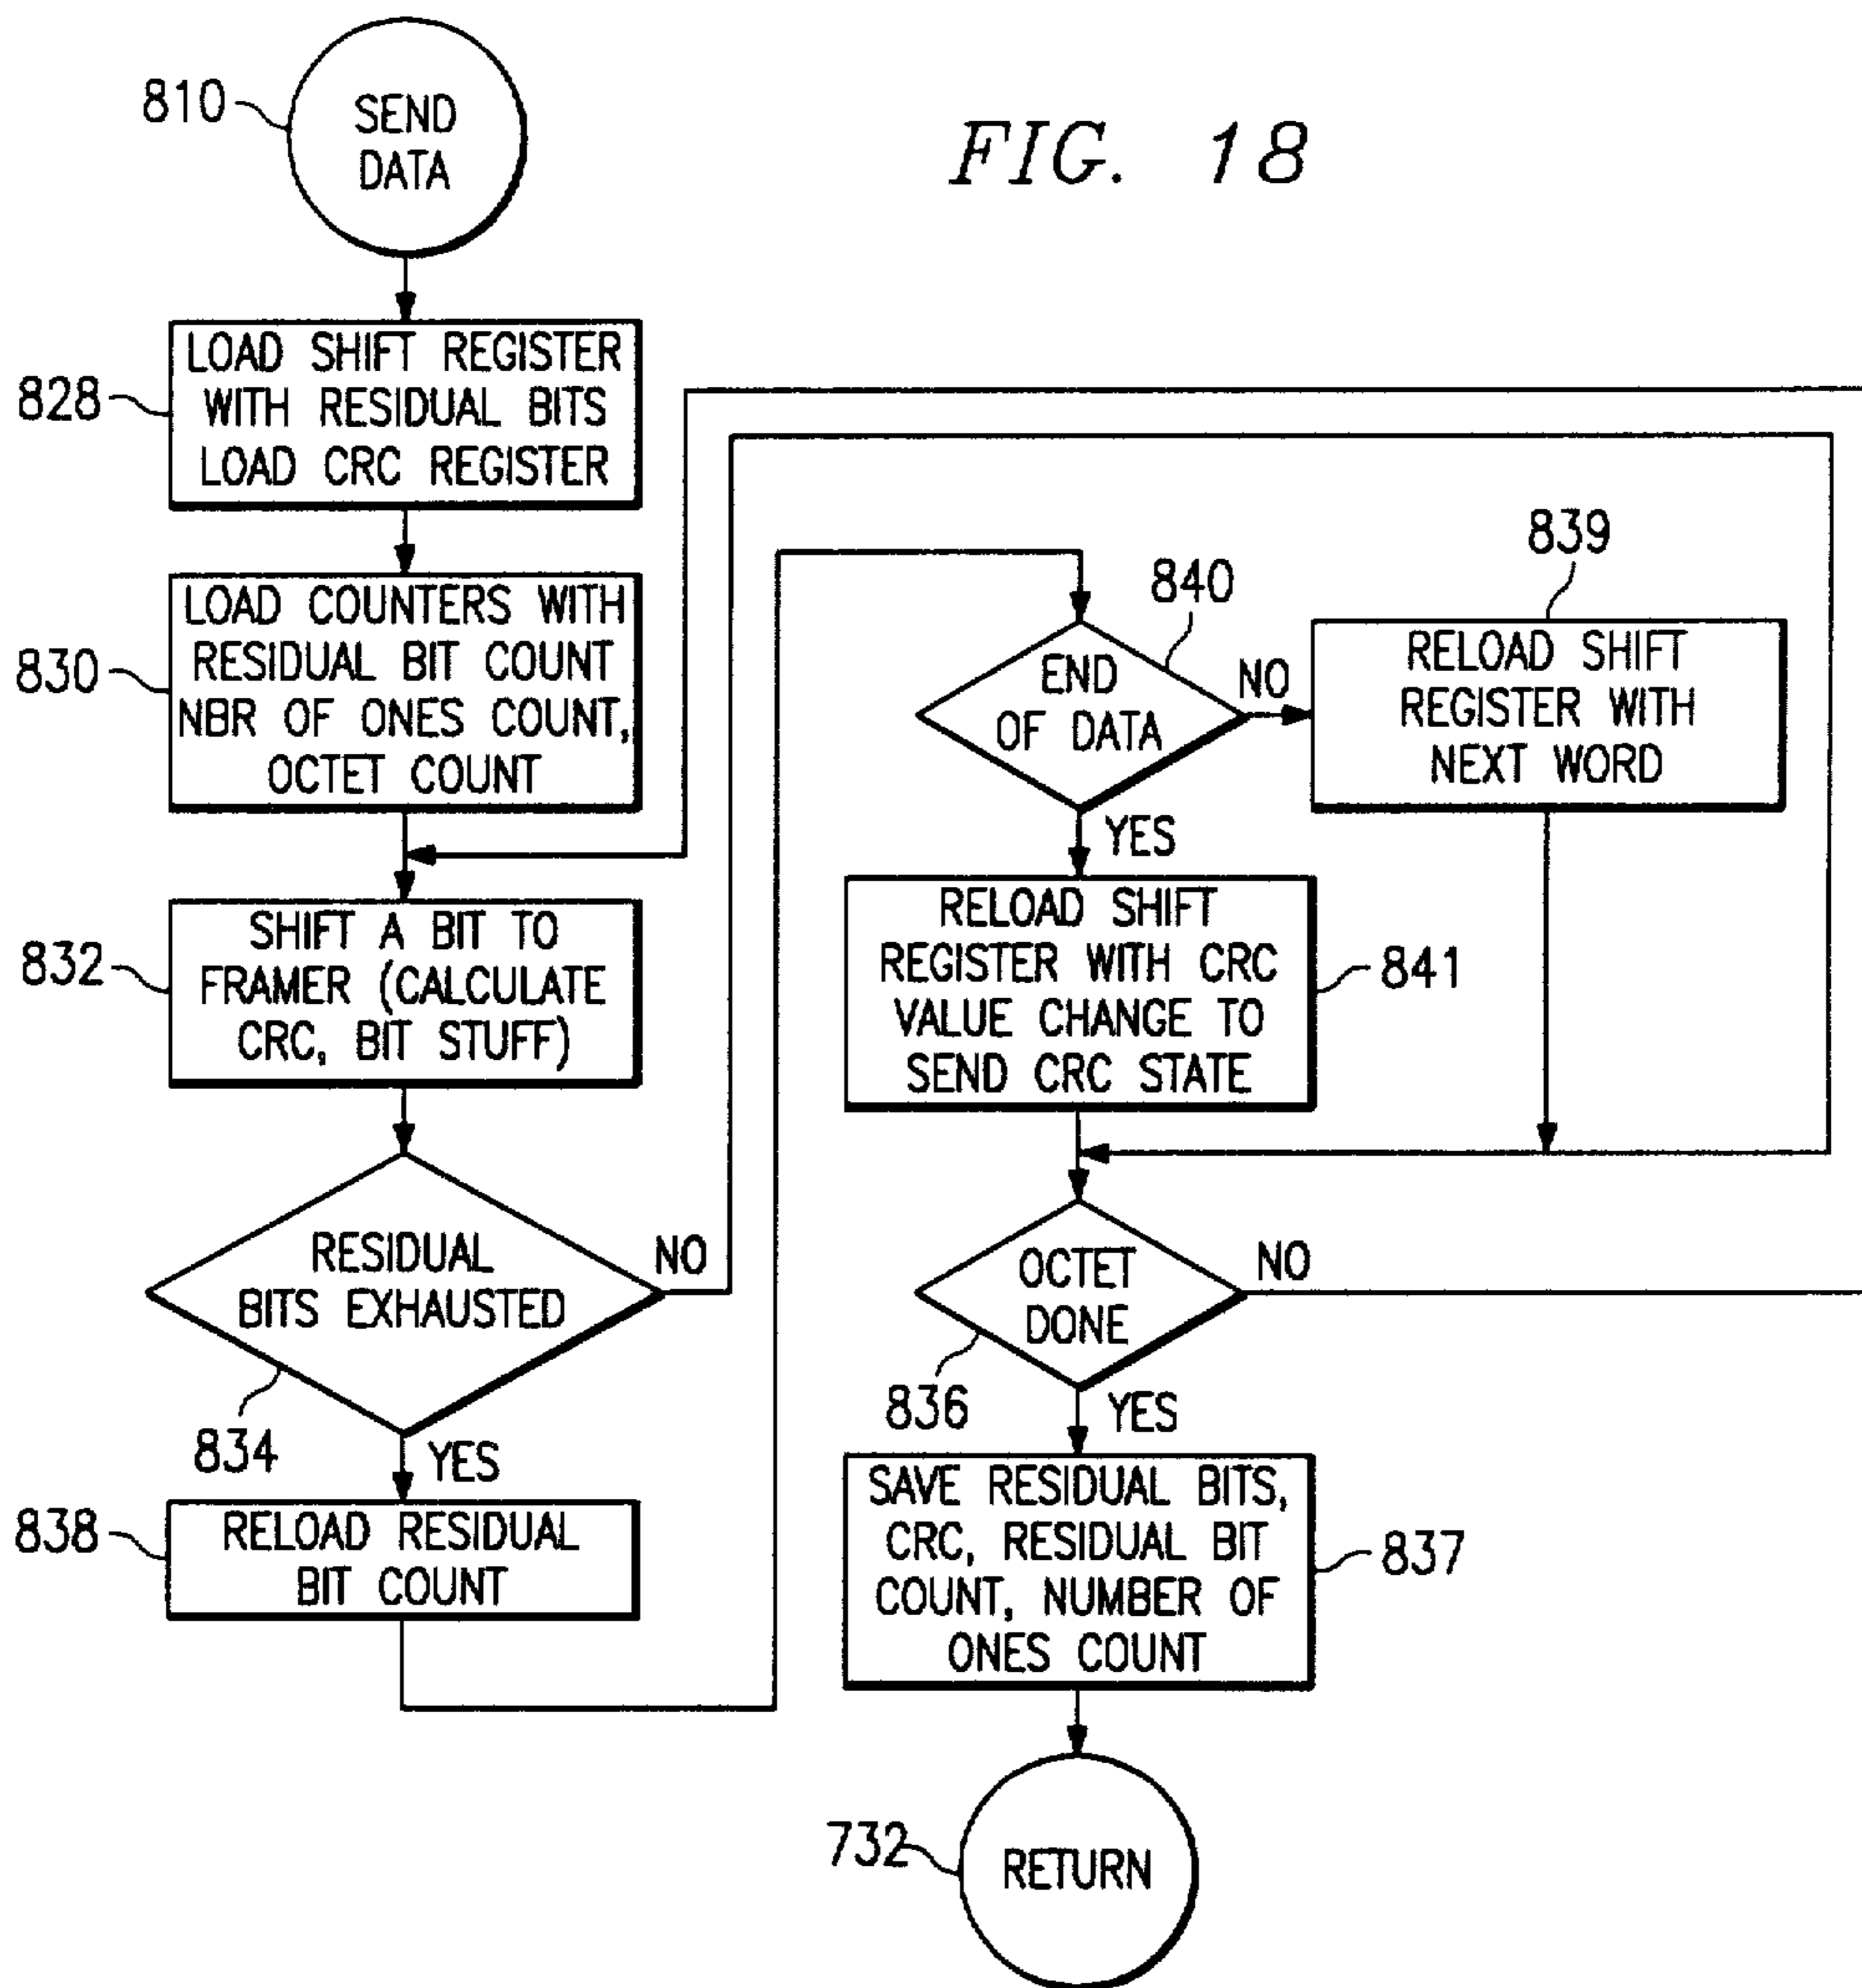 FIG. 18
810
SEND
DATA
828
LOAD SHIFT REGISTER
WITH RESIDUAL BITS
LOAD CRC REGISTER
830
LOAD COUNTERS WITH
RESIDUAL BIT COUNT
NBR OF ONES COUNT,
OCTET COUNT
832
SHIFT A BIT TO
FRAMER (CALCULATE
CRC, BIT STUFF)
RESIDUAL
BITS EXHAUSTED
NO
834
YES
838
RELOAD RESIDUAL
BIT COUNT
840
END
OF DATA
NO
839
RELOAD SHIFT
REGISTER WITH
NEXT WORD
YES
RELOAD SHIFT
REGISTER WITH CRC
VALUE CHANGE TO
SEND CRC STATE
841
OCTET
DONE
NO
836
YES
SAVE RESIDUAL BITS,
CRC, RESIDUAL BIT
COUNT, NUMBER OF
ONES COUNT
837
732
RETURN